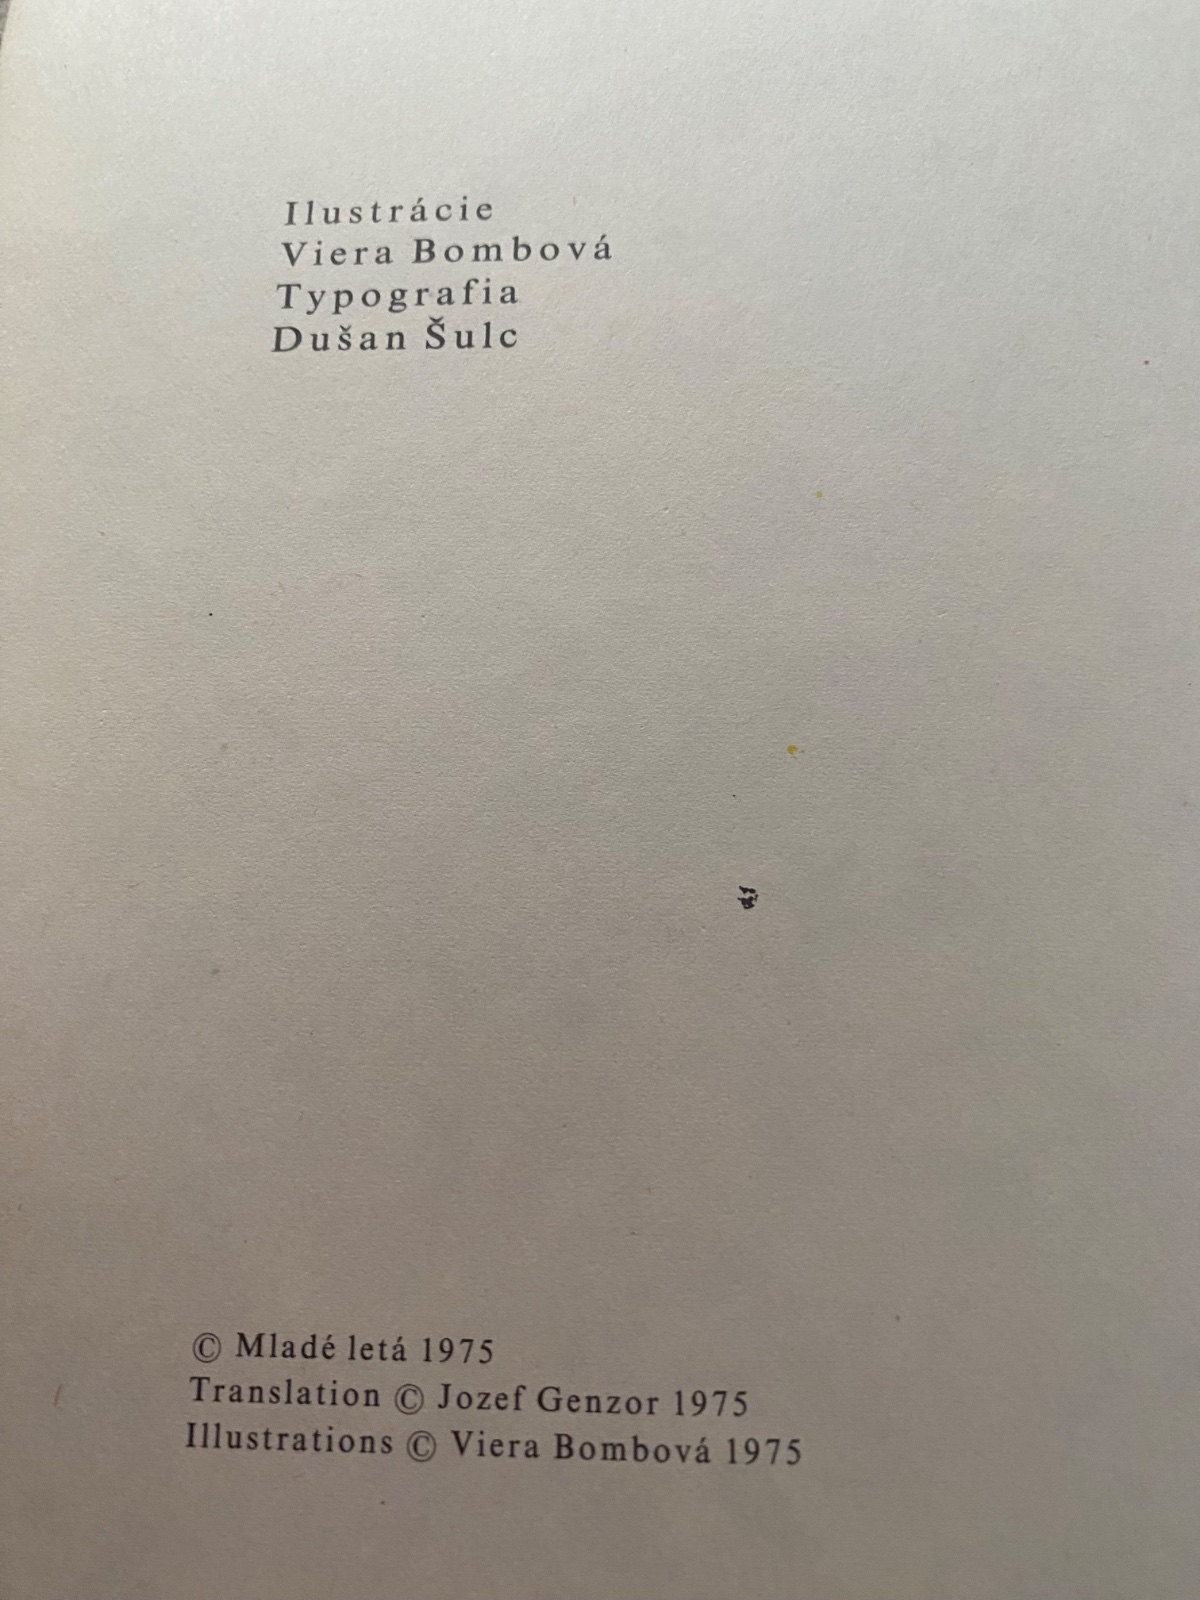 Ilustrácie
Viera Bombová
Typografia
Dušan Šulc
© Mladé letá 1975
Translation © Jozef Genzor 1975
Illustrations © Viera Bombová 1975